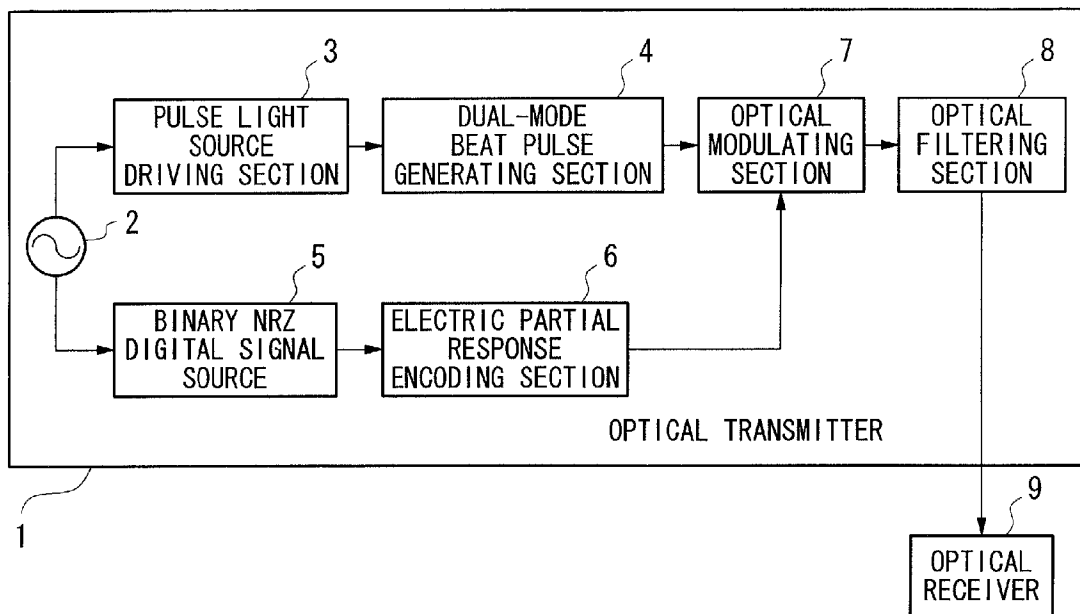 3
4
7
8
PULSE LIGHT
SOURCE
DRIVING SECTION
DUAL-MODE
BEAT PULSE
GENERATING SECTION
OPTICAL
MODULATING
SECTION
OPTICAL
FILTERING
SECTION
2
5
6
BINARY NRZ
DIGITAL SIGNAL
SOURCE
ELECTRIC PARTIAL
RESPONSE
ENCODING SECTION
OPTICAL TRANSMITTER
1
9
OPTICAL
RECEIVER